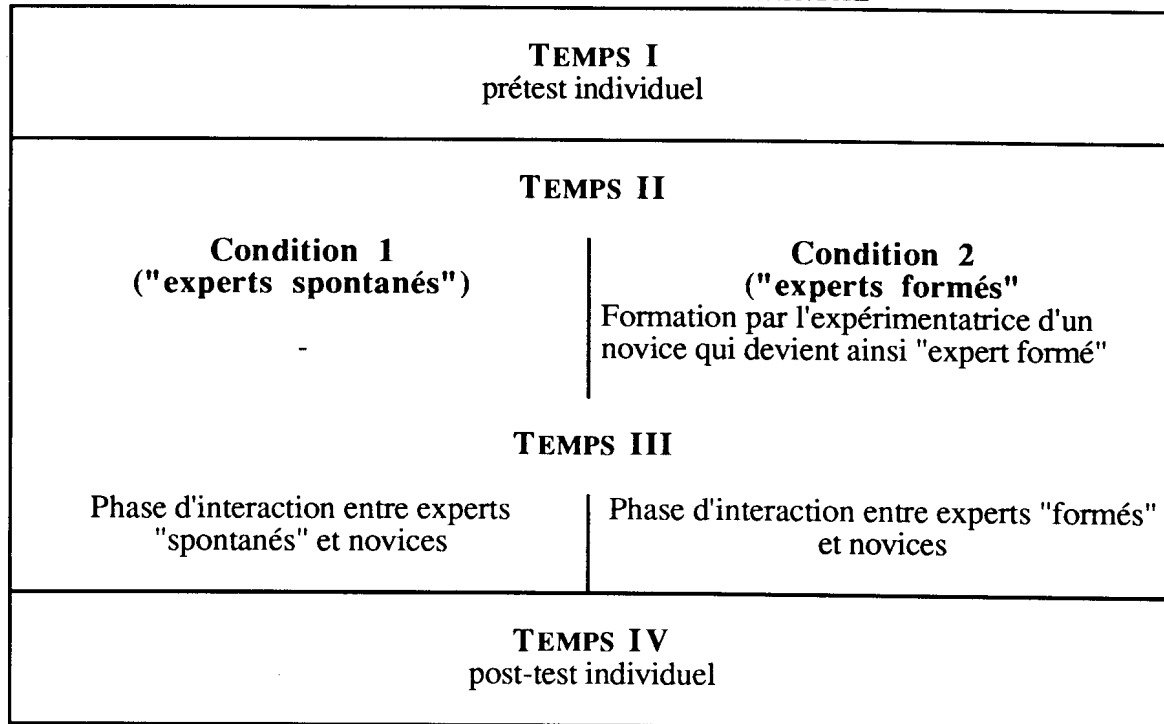 TEMPS I
prétest individuel
TEMPS II
Condition 1
("experts spontanés")
-
Condition 2
("experts formés"
Formation par l'expérimentatrice d'un
novice qui devient ainsi "expert formé"
TEMPS III
Phase d'interaction entre experts
"spontanés" et novices
Phase d'interaction entre experts "formés"
et novices
TEMPS IV
post-test individuel